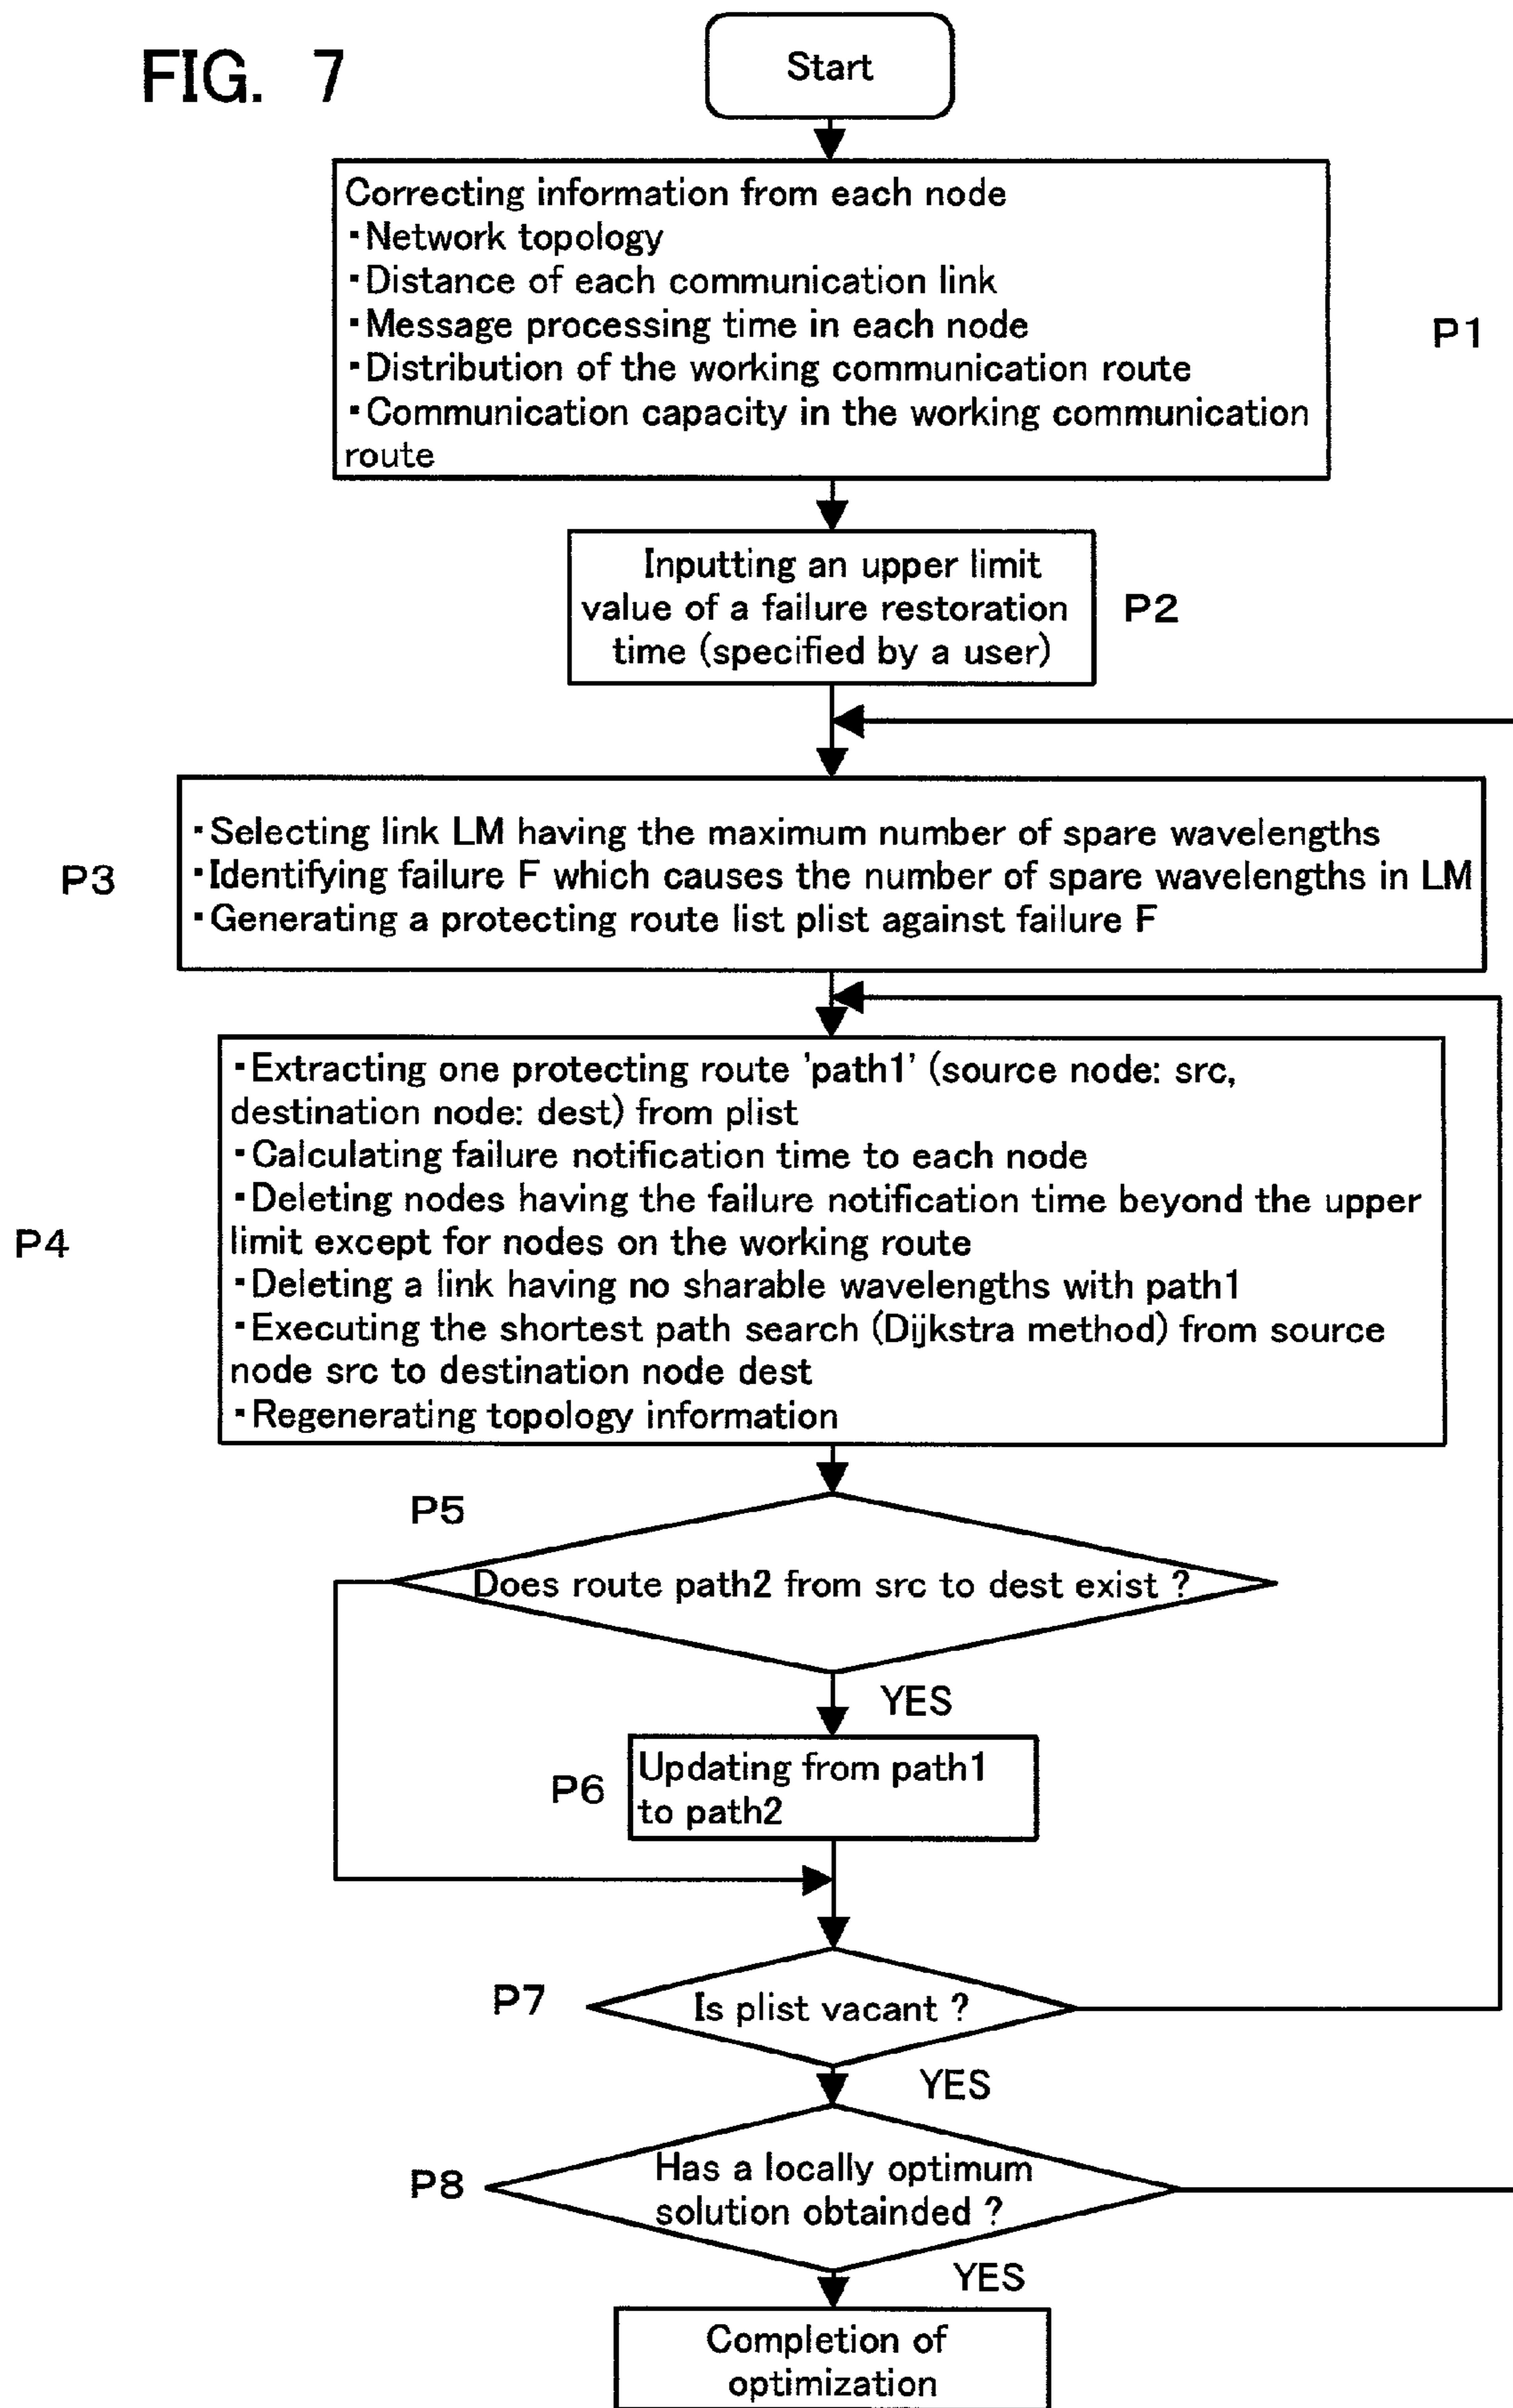 FIG. 7
Start
Correcting information from each node
・Network topology
・Distance of each communication link
・Message processing time in each node
・Distribution of the working communication route
・Communication capacity in the working communication
route
P1
Inputting an upper limit
value of a failure restoration
time (specified by a user)
P2
P3
・Selecting link LM having the maximum number of spare wavelengths
・Identifying failure F which causes the number of spare wavelengths in LM
・Generating a protecting route list plist against failure F
P4
・Extracting one protecting route 'path1' (source node: src,
destination node: dest) from plist
・Calculating failure notification time to each node
・Deleting nodes having the failure notification time beyond the upper
limit except for nodes on the working route
・Deleting a link having no sharable wavelengths with path1
・Executing the shortest path search (Dijkstra method) from source
node src to destination node dest
・Regenerating topology information
P5
Does route path2 from src to dest exist ?
YES
P6
Updating from path1
to path2
P7
Is plist vacant ?
YES
P8
Has a locally optimum
solution obtainded ?
YES
Completion of
optimization